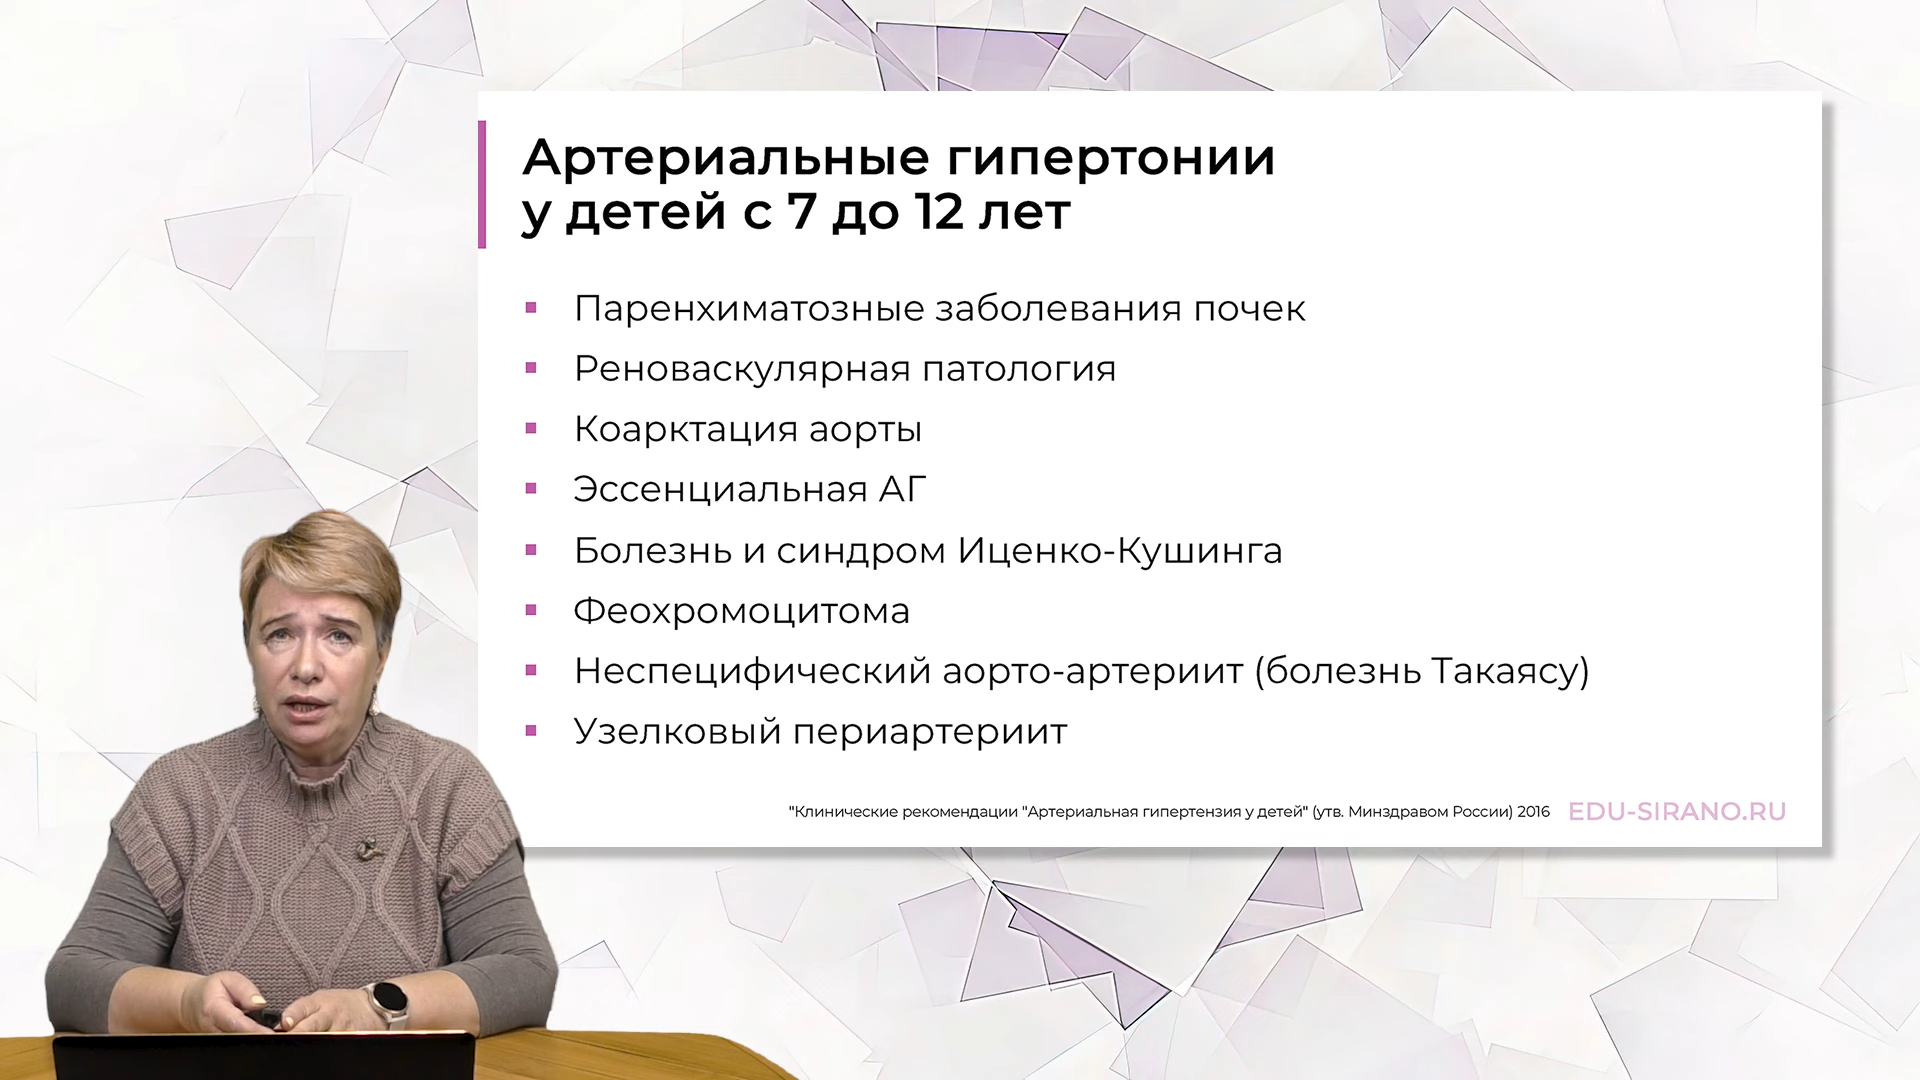 Артериальные гипертонии
у детей с 7 до 12 лет
Паренхиматозные заболевания почек
Реноваскулярная патология
Коарктация аорты
Эссенциальная АГ
Болезнь и синдром Иценко-Кушинга
Феохромоцитома
Неспецифический аорто-артериит (болезнь Такаясу)
Узелковый периартериит
"Клинические рекомендации "Артериальная гипертензия у детей" (утв. Минздравом России) 2016 EDU-SIRANO.RU